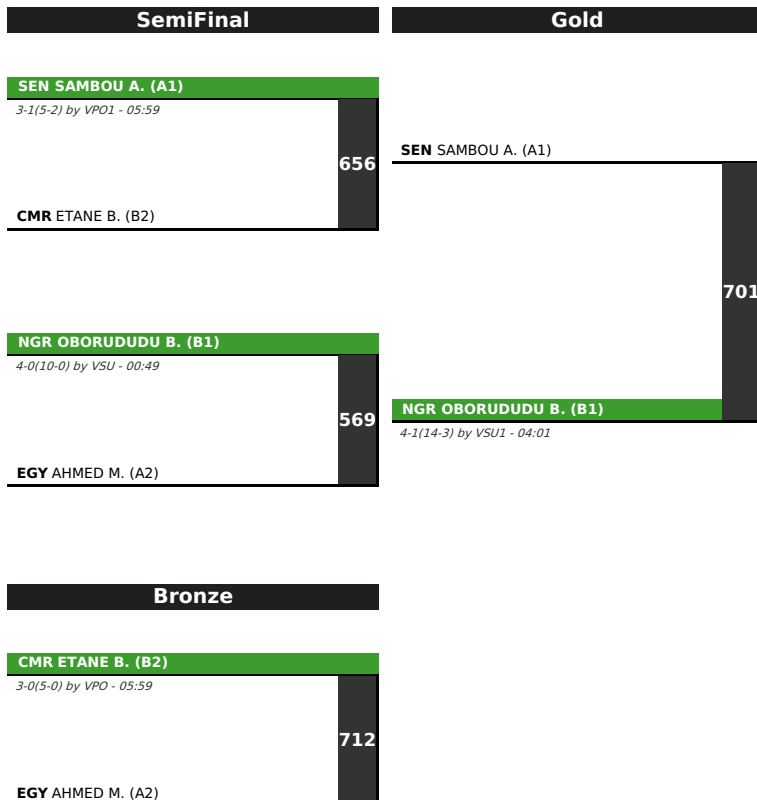 SemiFinal
SEN SAMBOU A. (A1)
3-1(5-2) by VPO1 - 05:59
656
CMR ETANE B. (B2)
NGR OBORUDUDU B. (B1)
4-0(10-0) by VSU - 00:49
569
EGY AHMED M. (A2)
Gold
SEN SAMBOU A. (A1)
701
NGR OBORUDUDU B. (B1)
4-1(14-3) by VSU1 - 04:01
Bronze
CMR ETANE B. (B2)
3-0(5-0) by VPO - 05:59
712
EGY AHMED M. (A2)